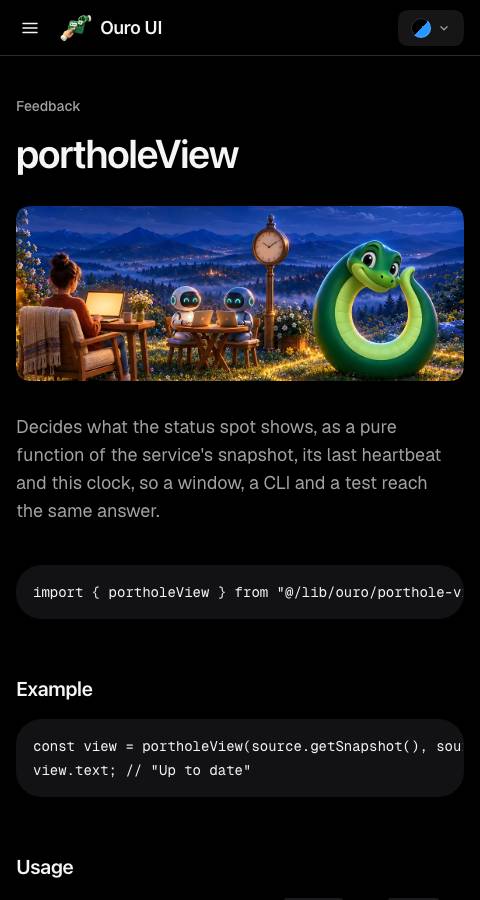 Ouro UI
Feedback
portholeView
Decides what the status spot shows, as a pure
function of the service's snapshot, its last heartbeat
and this clock, so a window, a CLI and a test reach
the same answer.
import { portholeView } from "@/lib/ouro/porthole-v
Example
const view = portholeView(source.getSnapshot(), sou
view.text; // "Up to date"
Usage